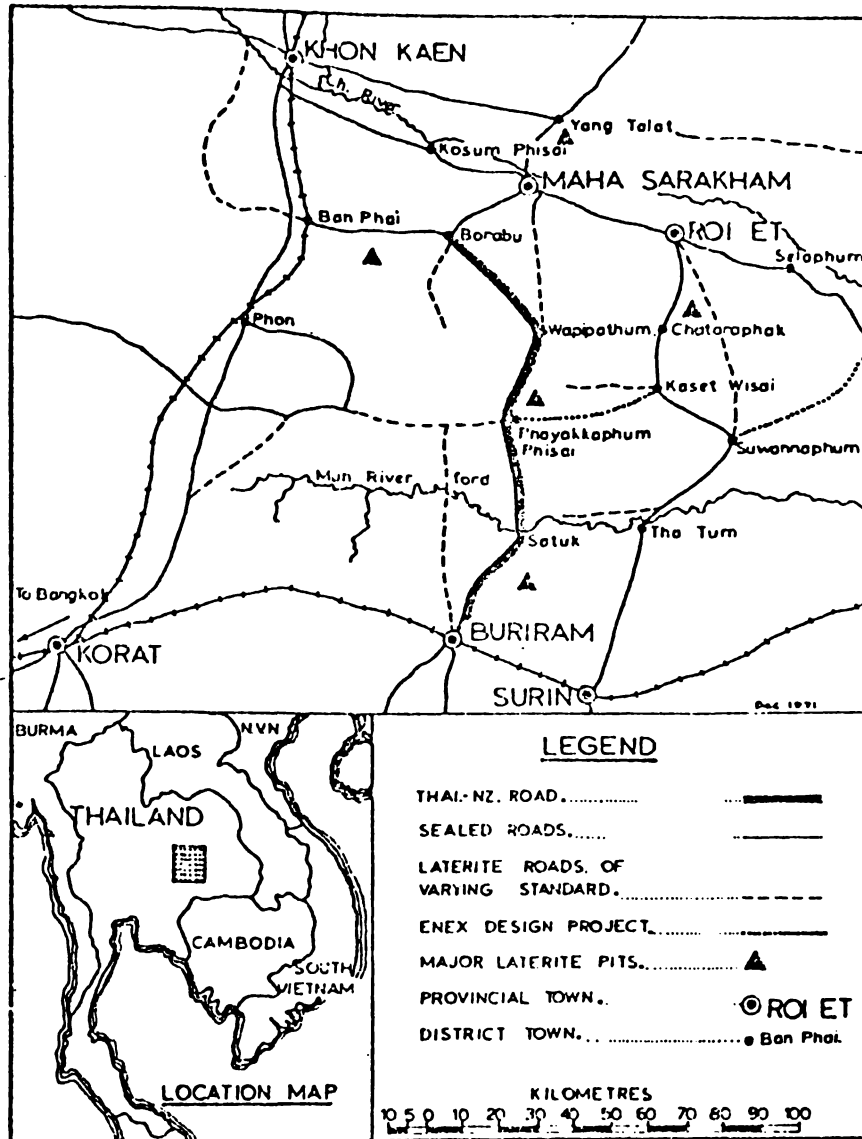 KHON KAEN
Ch. River
Yang Talat
Kosum Phisai
MAHA SARAKHAM
Ban Phai
Borabu
ROI ET
Selaphum
Phon
Wapipathum
Chataraphak
Kaset Wisai
Phayakkaphum
Phisai
Suwannaphum
Mun River
ford
Satuk
Tha Tum
To Bangkok
KORAT
BURIRAM
SURIN
Dec 1971
BURMA
LAOS
N.V.N
THAILAND
CAMBODIA
SOUTH
VIETNAM
LOCATION MAP
LEGEND
THAI-NZ. ROAD
SEALED ROADS
LATERITE ROADS. OF
VARYING STANDARD.
ENEX DESIGN PROJECT
MAJOR LATERITE PITS
PROVINCIAL TOWN. ROI ET
DISTRICT TOWN. Ban Phai.
KILOMETRES
10 5 0 10 20 30 40 50 60 70 80 90 100